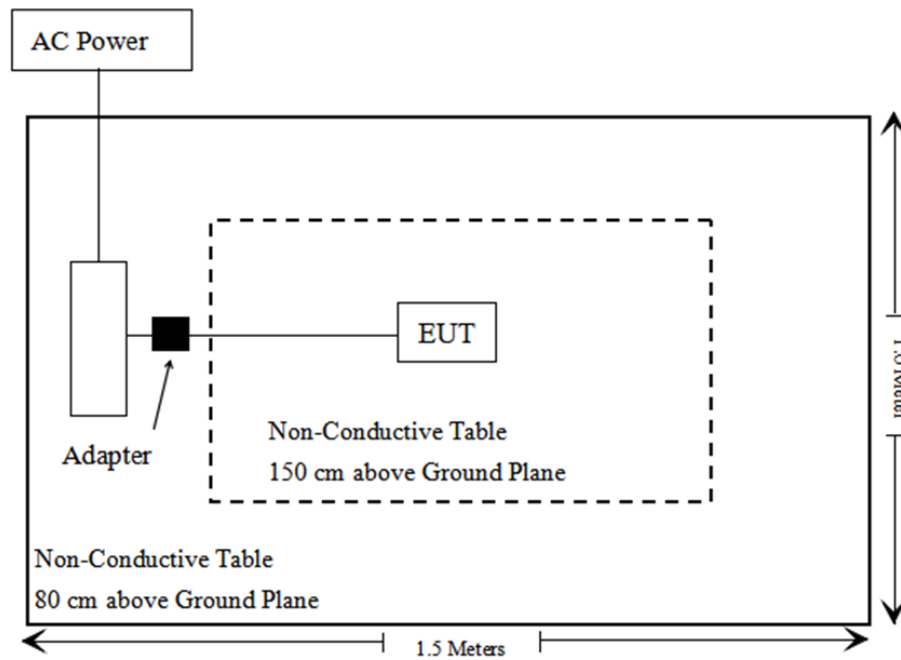 AC Power
EUT
Adapter
Non-Conductive Table
150 cm above Ground Plane
Non-Conductive Table
80 cm above Ground Plane
1.5 Meters